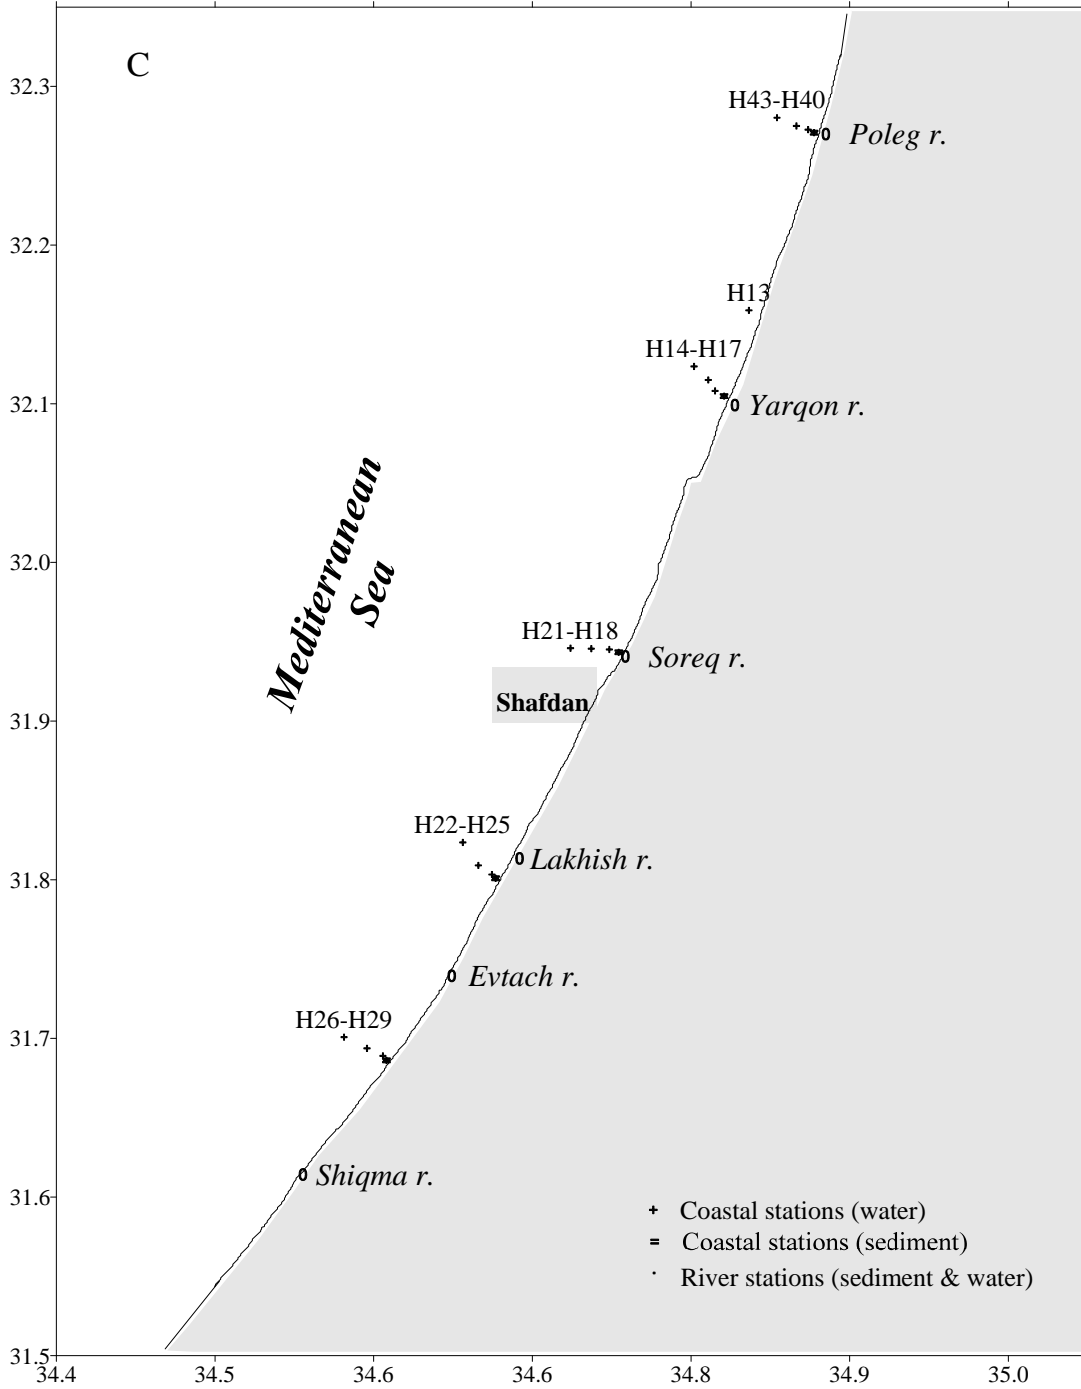 C
32.3
H43-H40
Poleg r.
32.2
H13
H14-H17
32.1
Yarqon r.
Mediterranean
Sea
32.0
H21-H18
Soreq r.
Shafdan
31.9
H22-H25
Lakhish r.
31.8
Evtach r.
H26-H29
31.7
Shiqma r.
31.6
+ Coastal stations (water)
= Coastal stations (sediment)
· River stations (sediment & water)
31.5
34.4 34.5 34.6 34.6 34.8 34.9 35.0